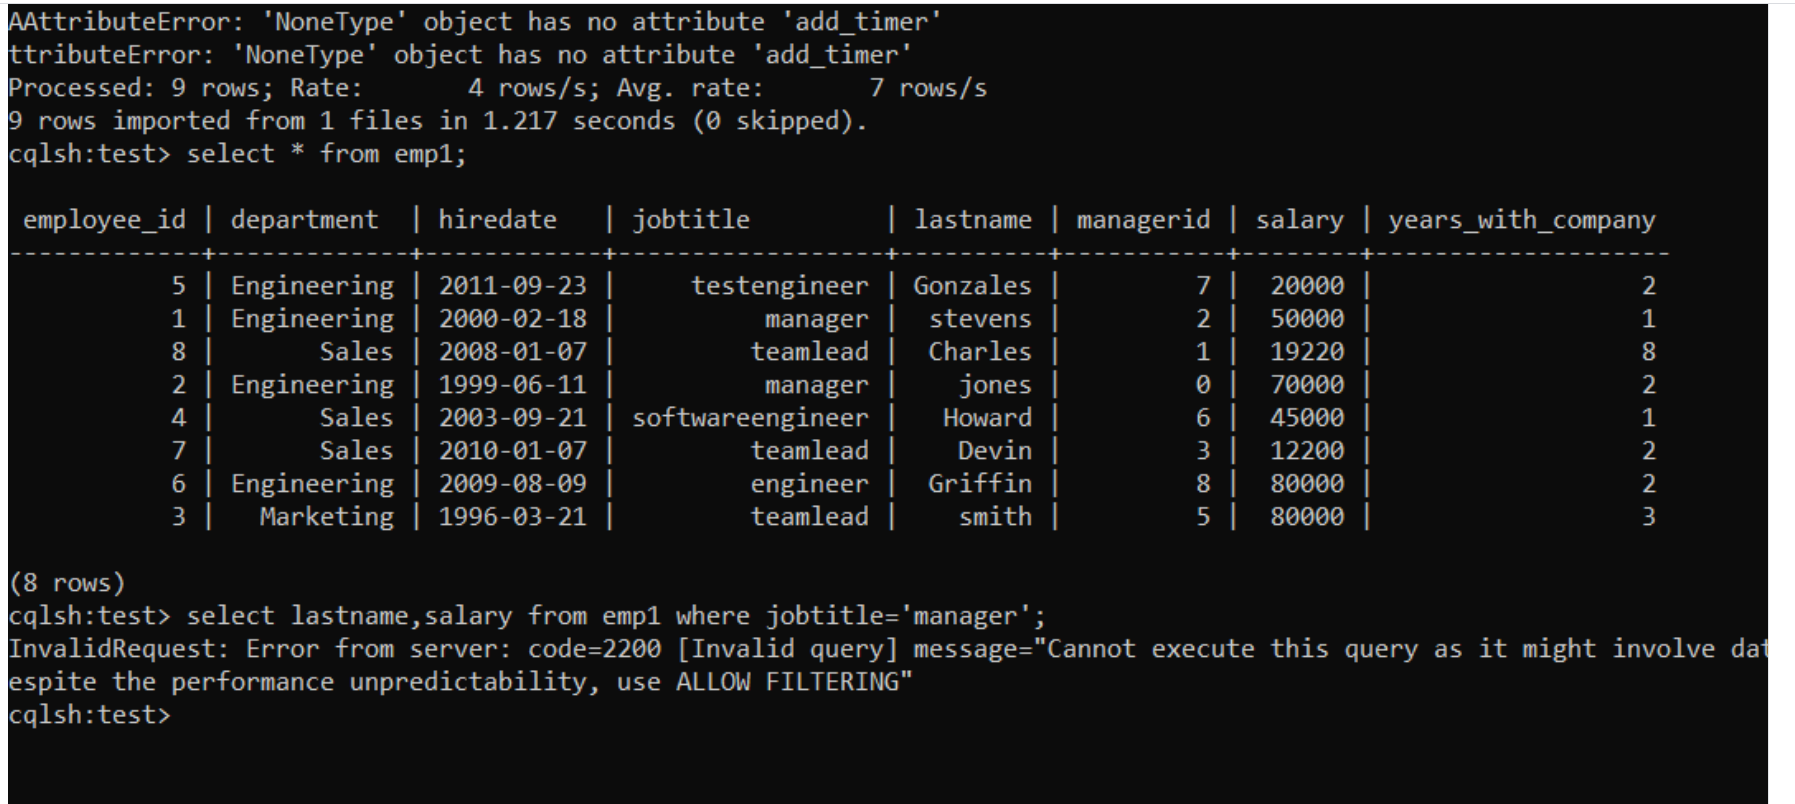 AAttributeError: 'NoneType' object has no attribute 'add_timer'
ttributeError: 'NoneType' object has no attribute 'add_timer'
Processed: 9 rows; Rate:       4 rows/s; Avg. rate:       7 rows/s
9 rows imported from 1 files in 1.217 seconds (0 skipped).
cqlsh:test> select * from emp1;
 employee_id | department  | hiredate   | jobtitle         | lastname | managerid | salary | years_with_company
-------------+-------------+------------+------------------+----------+-----------+--------+--------------------
           5 | Engineering | 2011-09-23 |     testengineer | Gonzales |         7 |  20000 |                  2
           1 | Engineering | 2000-02-18 |          manager |  stevens |         2 |  50000 |                  1
           8 |       Sales | 2008-01-07 |         teamlead |  Charles |         1 |  19220 |                  8
           2 | Engineering | 1999-06-11 |          manager |    jones |         0 |  70000 |                  2
           4 |       Sales | 2003-09-21 | softwareengineer |   Howard |         6 |  45000 |                  1
           7 |       Sales | 2010-01-07 |         teamlead |    Devin |         3 |  12200 |                  2
           6 | Engineering | 2009-08-09 |         engineer |  Griffin |         8 |  80000 |                  2
           3 |   Marketing | 1996-03-21 |         teamlead |    smith |         5 |  80000 |                  3
(8 rows)
cqlsh:test> select lastname,salary from emp1 where jobtitle='manager';
InvalidRequest: Error from server: code=2200 [Invalid query] message="Cannot execute this query as it might involve dat
espite the performance unpredictability, use ALLOW FILTERING"
cqlsh:test>